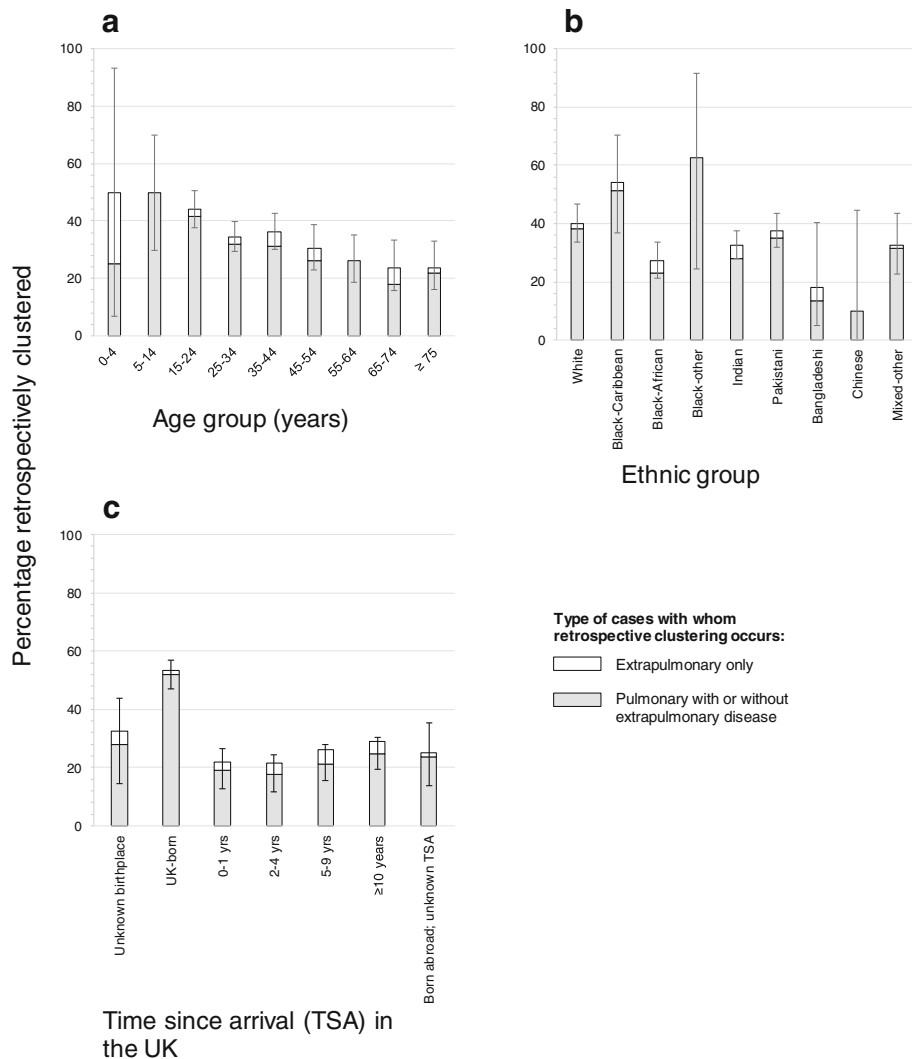 a
100
80
60
40
20
0
0-4
5-14
15-24
25-34
35-44
45-54
55-64
65-74
≥ 75
Age group (years)
b
100
80
60
40
20
0
White
Black-Caribbean
Black-African
Black-other
Indian
Pakistani
Bangladeshi
Chinese
Mixed-other
Ethnic group
Percentage retrospectively clustered
c
100
80
60
40
20
0
Unknown birthplace
UK-born
0-1 yrs
2-4 yrs
5-9 yrs
≥10 years
Born abroad; unknown TSA
Time since arrival (TSA) in
the UK
Type of cases with whom
retrospective clustering occurs:
Extrapulmonary only
Pulmonary with or without
extrapulmonary disease